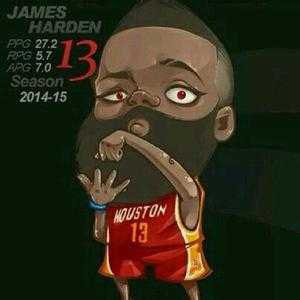 JAMES
HARDEN
PPG 27.2
RPG 5.7
APG 7.0
13
Season
2014-15
HOUSTON
13